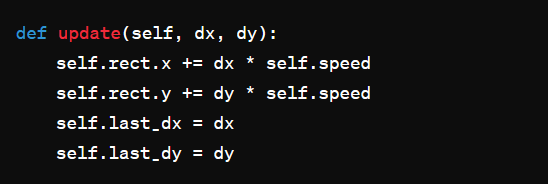 def update(self, dx, dy):
    self.rect.x += dx * self.speed
    self.rect.y += dy * self.speed
    self.last_dx = dx
    self.last_dy = dy